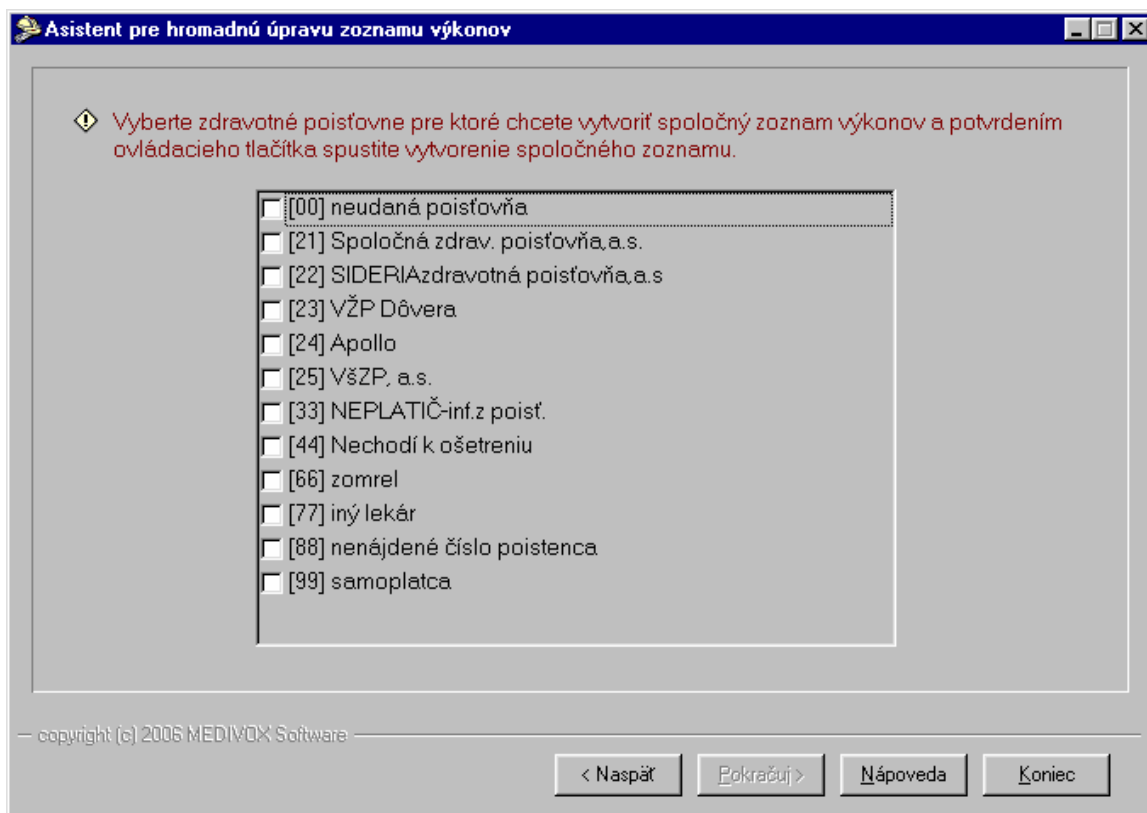 Asistent pre hromadnú úpravu zoznamu výkonov
Vyberte zdravotné poisťovne pre ktoré chcete vytvoriť spoločný zoznam výkonov a potvrdením
ovládacieho tlačítka spustite vytvorenie spoločného zoznamu.
[00] neudaná poisťovňa
[21] Spoločná zdrav. poisťovňa,a.s.
[22] SIDERIAzdravotná poisťovňa,a.s
[23] VŽP Dôvera
[24] Apollo
[25] VšZP, a.s.
[33] NEPLATIČ-inf.z poisť.
[44] Nechodí k ošetreniu
[66] zomrel
[77] iný lekár
[88] nenájdené číslo poistenca
[99] samoplatca
copyright (c) 2006 MEDIVOX Software
< Naspäť Pokračuj > Nápoveda Koniec